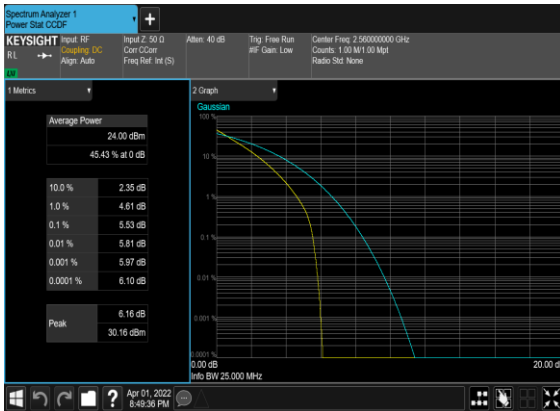 Spectrum Analyzer 1
Power Stat CCDF
KEYSIGHT
RL
Input: RF
Coupling: DC
Align: Auto
Input Z: 50 Ω
Corr CCorr
Freq Ref: Int (S)
Atten: 40 dB
Trig: Free Run
#IF Gain: Low
Center Freq: 2.560000000 GHz
Counts: 1.00 M/1.00 Mpt
Radio Std: None
1 Metrics
Average Power
24.00 dBm
45.43 % at 0 dB
10.0 % 2.35 dB
1.0 % 4.61 dB
0.1 % 5.53 dB
0.01 % 5.81 dB
0.001 % 5.97 dB
0.0001 % 6.10 dB
Peak
6.16 dB
30.16 dBm
2 Graph
Gaussian
100 %
10 %
1 %
0.1 %
0.01 %
0.001 %
0.0001 %
0.00 dB
20.00 d
Info BW 25.000 MHz
?
Apr 01, 2022
8:49:36 PM